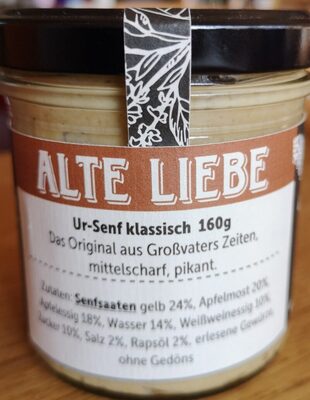 ALTE LIEBE
Ur-Senf klassisch 160g
Das Original aus Großvaters Zeiten,
mittelscharf, pikant.
Zutaten: Senfsaaten gelb 24%, Apfelmost 20%,
Apfelessig 18%, Wasser 14%, Weißweinessig 10%,
Zucker 10%, Salz 2%, Rapsöl 2%, erlesene Gewürze,
ohne Gedöns